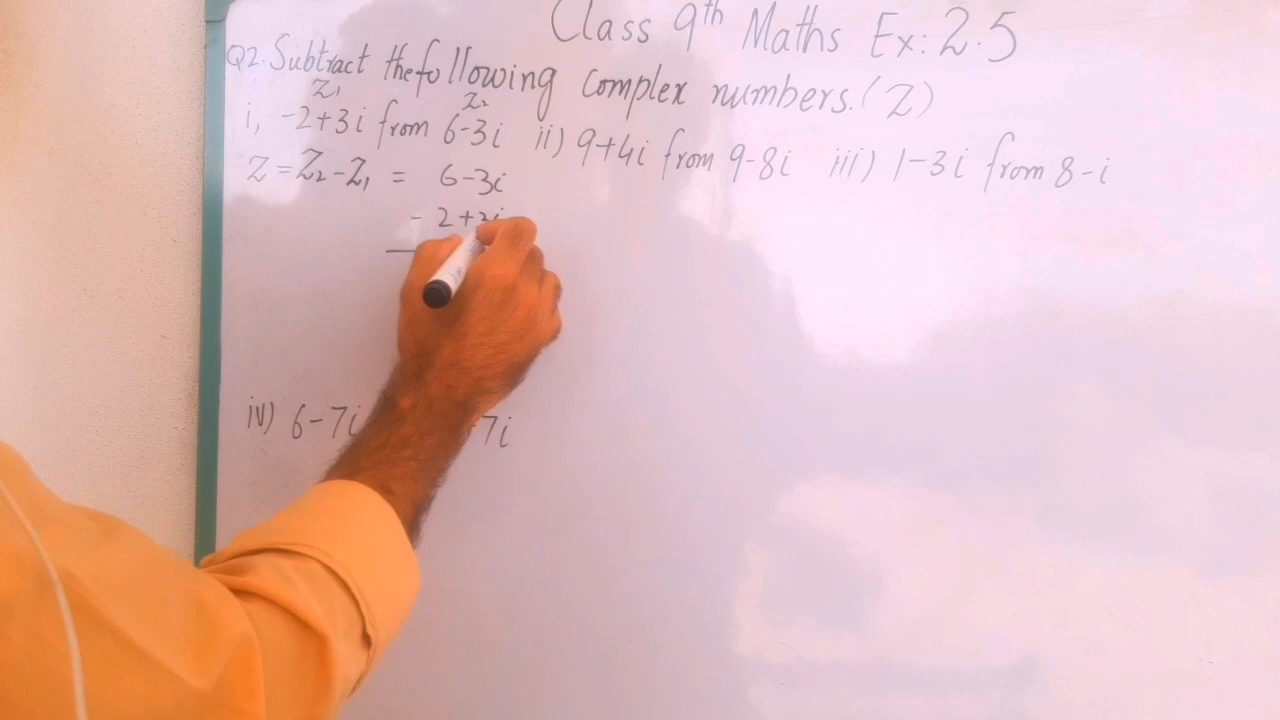 Class 9th Maths Ex: 2.5
Q2. Subtract the following complex numbers. (Z)
Z₁ Z₂
i, -2+3i from 6-3i ii) 9+4i from 9-8i iii) 1-3i from 8-i
Z = Z₂ - Z₁ = 6-3i
- 2+3i
iv) 6-7i 7i